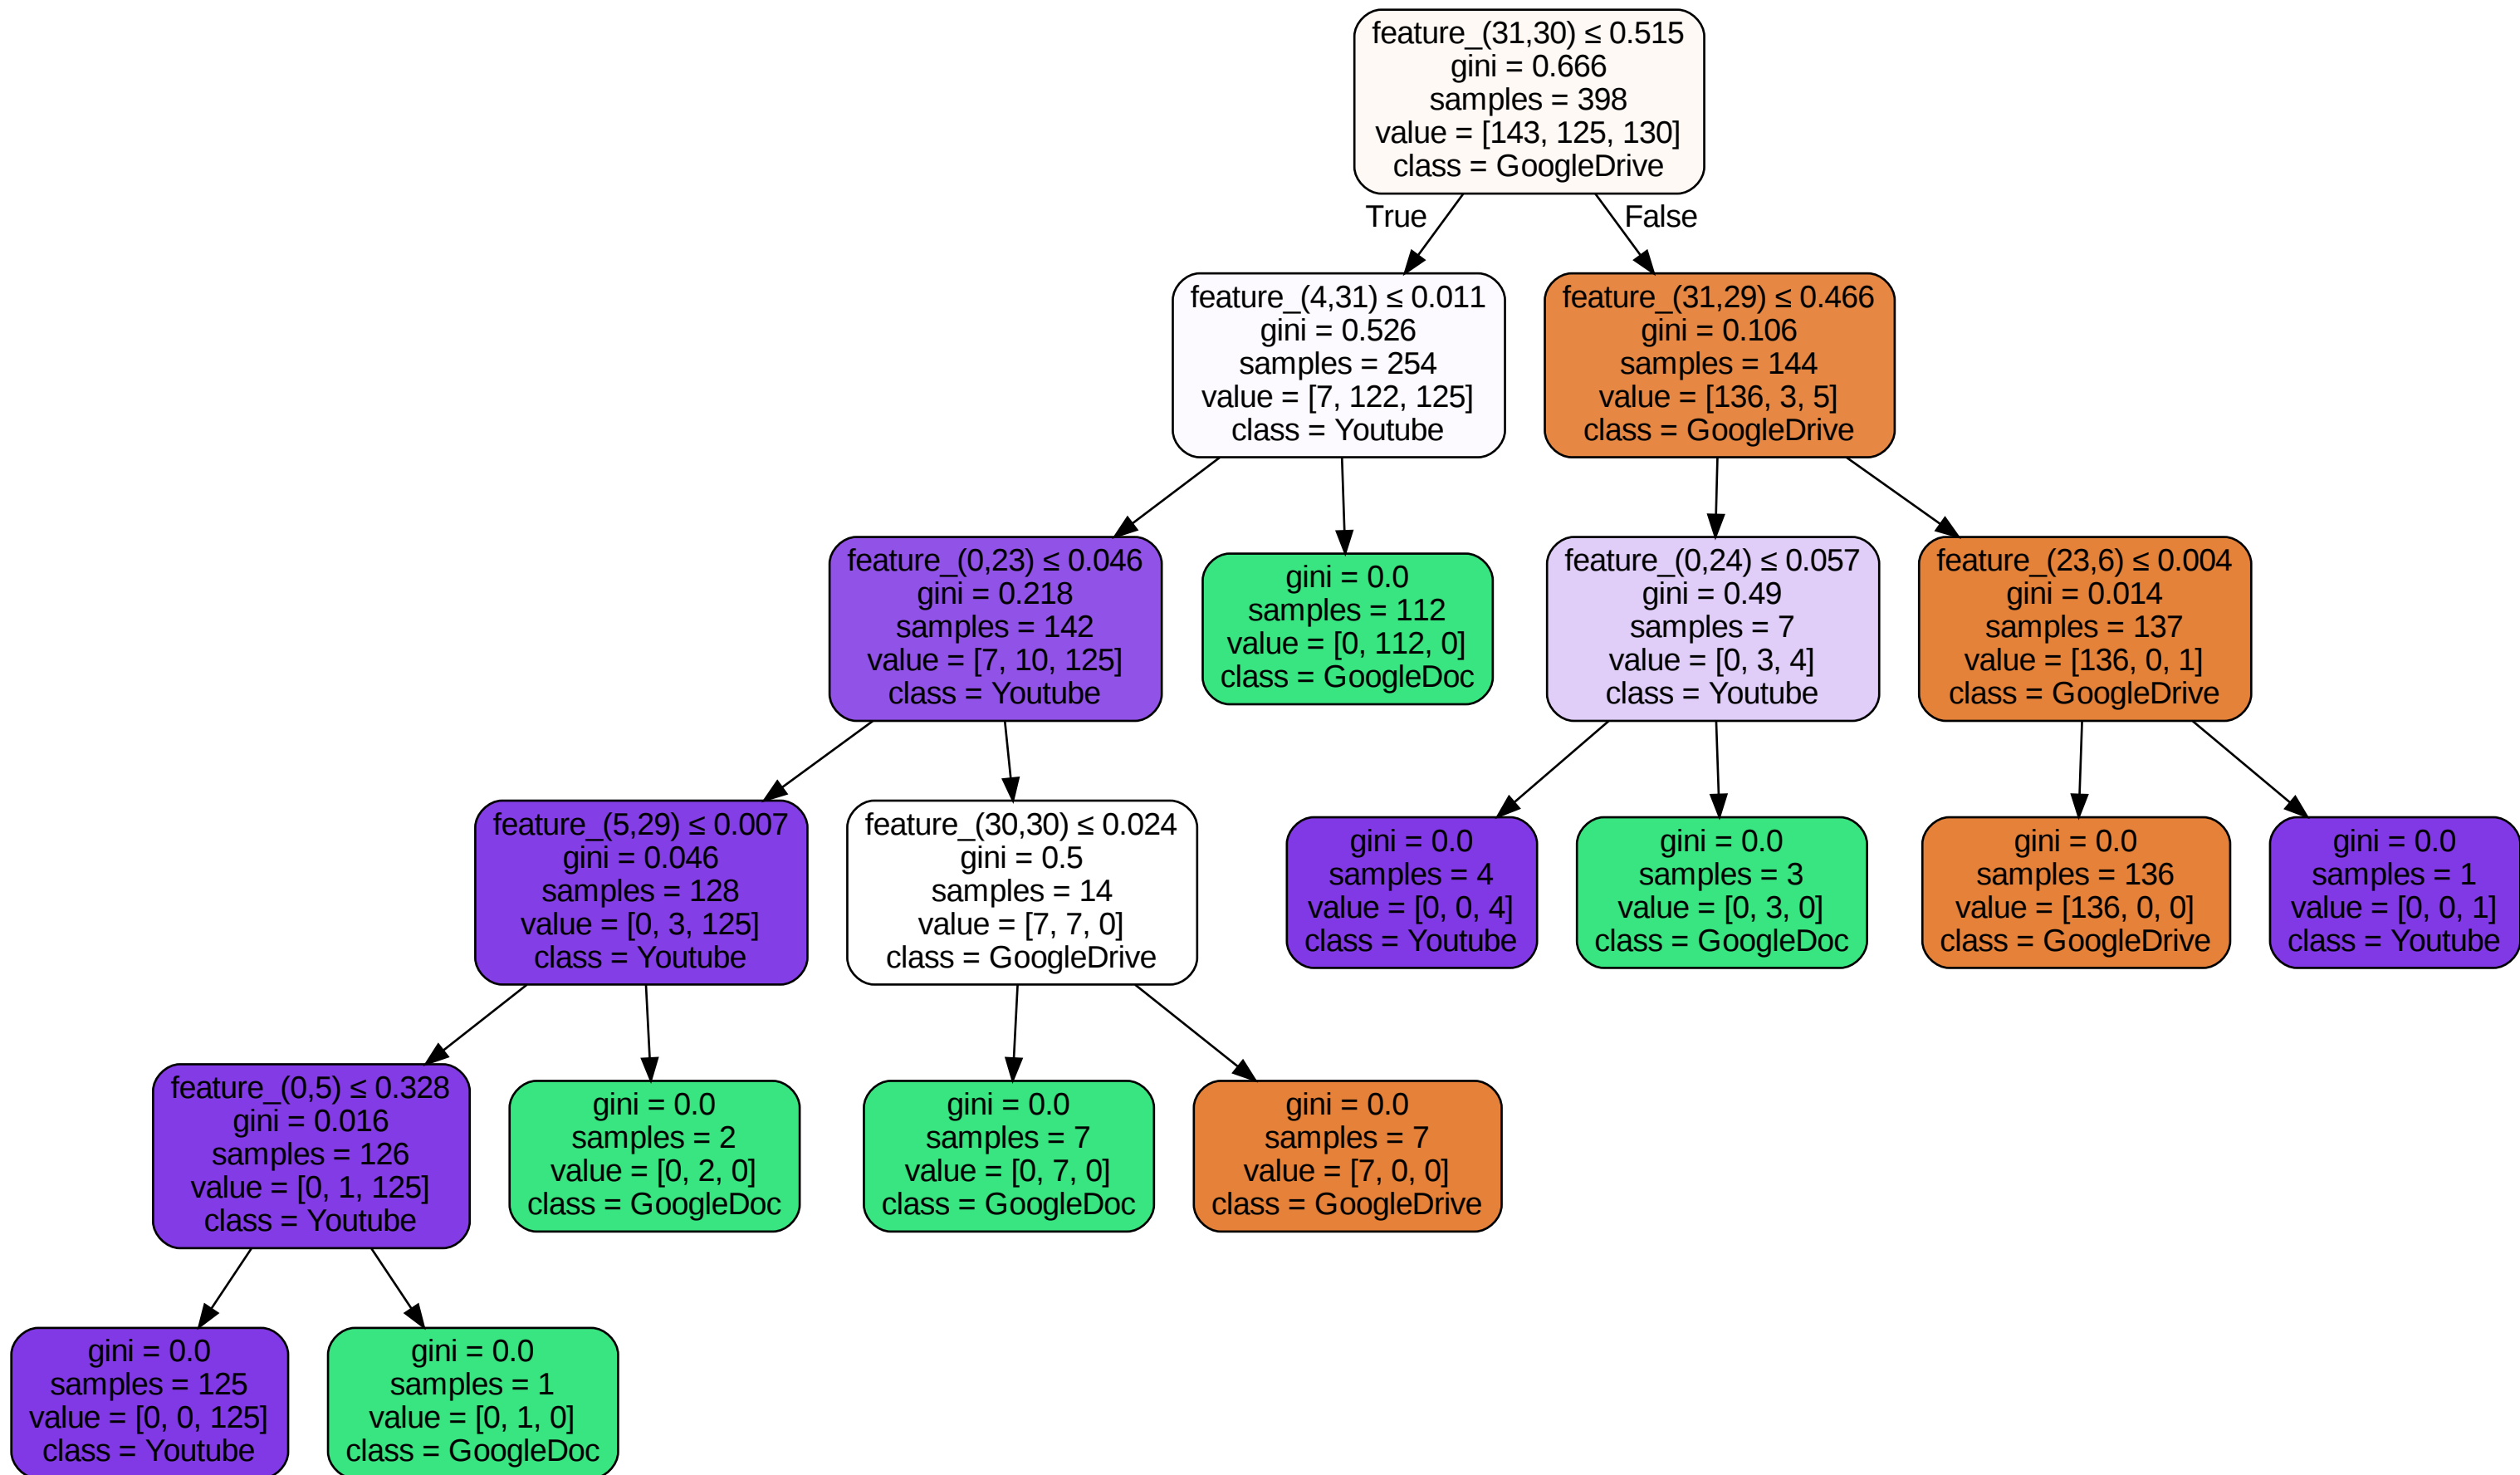 feature_(31,30) ≤ 0.515
gini = 0.666
samples = 398
value = [143, 125, 130]
class = GoogleDrive
True
False
feature_(4,31) ≤ 0.011
gini = 0.526
samples = 254
value = [7, 122, 125]
class = Youtube
feature_(31,29) ≤ 0.466
gini = 0.106
samples = 144
value = [136, 3, 5]
class = GoogleDrive
feature_(0,23) ≤ 0.046
gini = 0.218
samples = 142
value = [7, 10, 125]
class = Youtube
gini = 0.0
samples = 112
value = [0, 112, 0]
class = GoogleDoc
feature_(0,24) ≤ 0.057
gini = 0.49
samples = 7
value = [0, 3, 4]
class = Youtube
feature_(23,6) ≤ 0.004
gini = 0.014
samples = 137
value = [136, 0, 1]
class = GoogleDrive
feature_(5,29) ≤ 0.007
gini = 0.046
samples = 128
value = [0, 3, 125]
class = Youtube
feature_(30,30) ≤ 0.024
gini = 0.5
samples = 14
value = [7, 7, 0]
class = GoogleDrive
gini = 0.0
samples = 4
value = [0, 0, 4]
class = Youtube
gini = 0.0
samples = 3
value = [0, 3, 0]
class = GoogleDoc
gini = 0.0
samples = 136
value = [136, 0, 0]
class = GoogleDrive
gini = 0.0
samples = 1
value = [0, 0, 1]
class = Youtube
feature_(0,5) ≤ 0.328
gini = 0.016
samples = 126
value = [0, 1, 125]
class = Youtube
gini = 0.0
samples = 2
value = [0, 2, 0]
class = GoogleDoc
gini = 0.0
samples = 7
value = [0, 7, 0]
class = GoogleDoc
gini = 0.0
samples = 7
value = [7, 0, 0]
class = GoogleDrive
gini = 0.0
samples = 125
value = [0, 0, 125]
class = Youtube
gini = 0.0
samples = 1
value = [0, 1, 0]
class = GoogleDoc